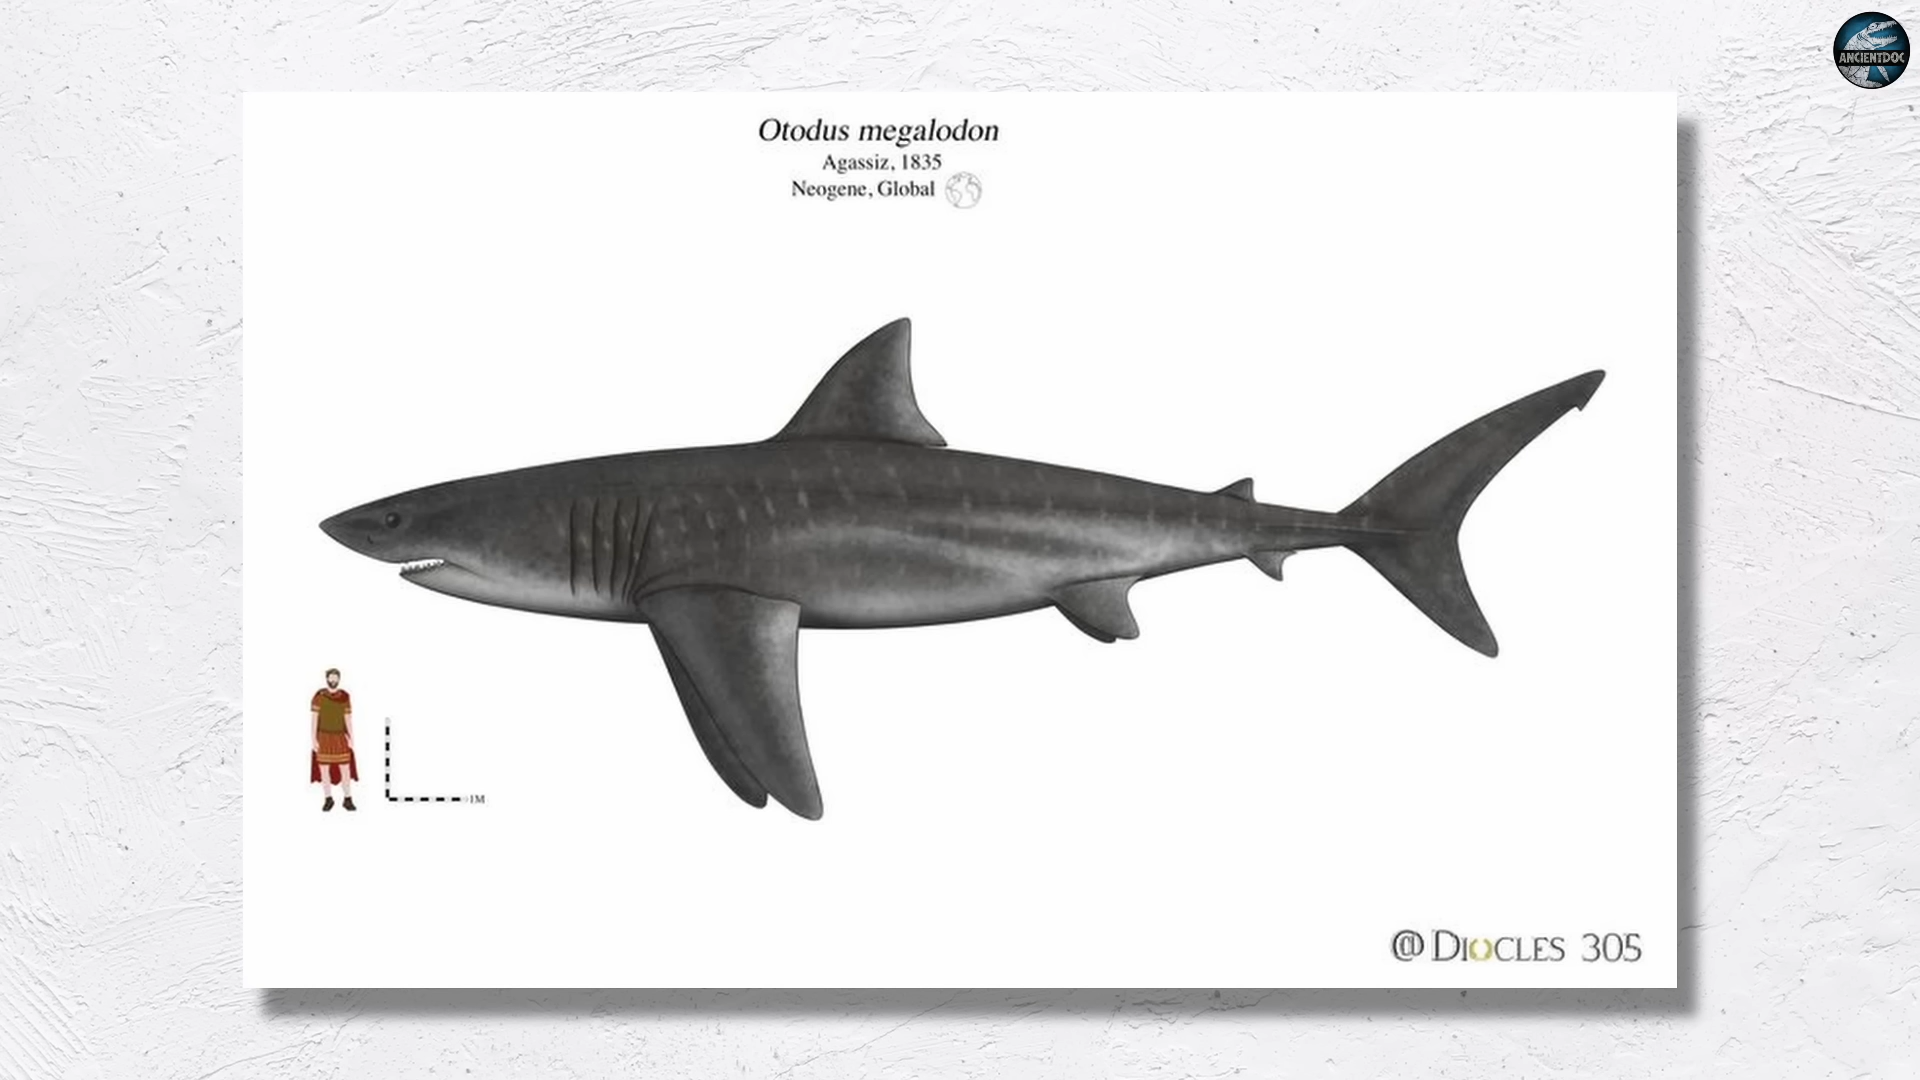 ANCIENTDOC
Otodus megalodon
Agassiz, 1835
Neogene, Global
1M
@ DIOCLES 305